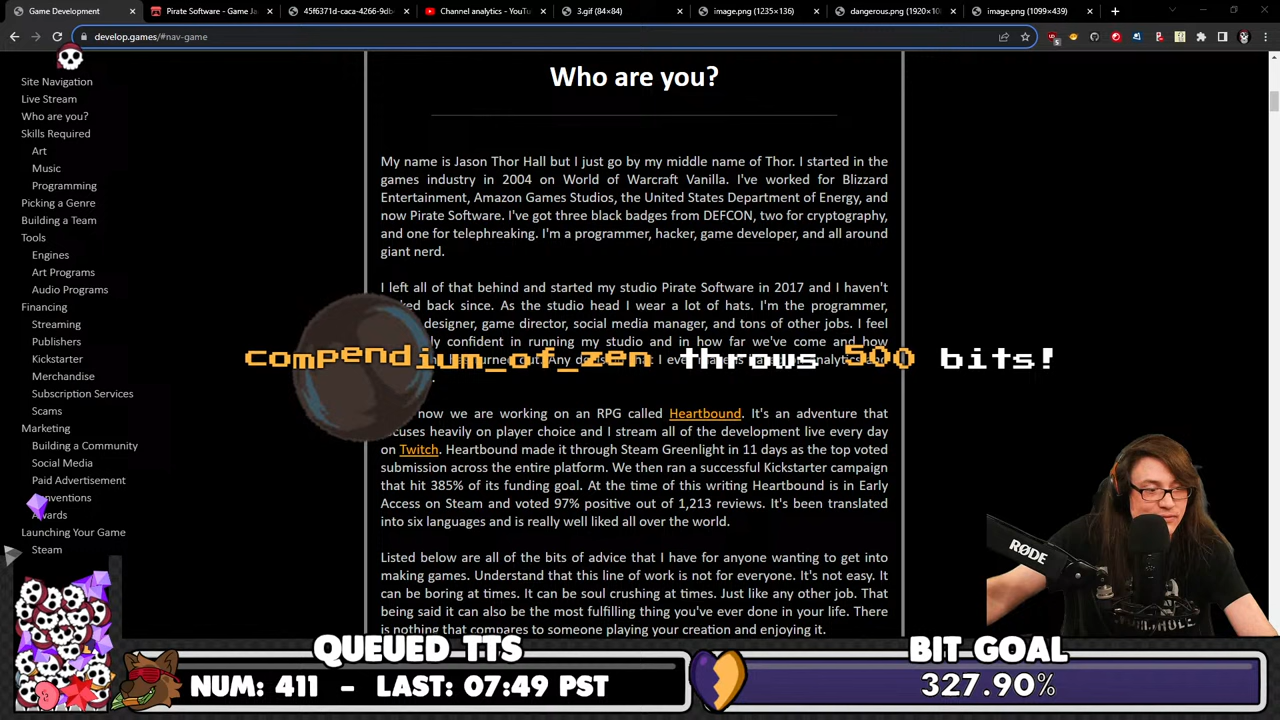 Game Development
Pirate Software - Game Ja
45f6371d-caca-4266-9db
Channel analytics - YouTu
3.gif (84×84)
image.png (1235×136)
dangerous.png (1920×10
image.png (1099×439)
develop.games/#nav-game
Site Navigation
Live Stream
Who are you?
Skills Required
Art
Music
Programming
Picking a Genre
Building a Team
Tools
Engines
Art Programs
Audio Programs
Financing
Streaming
Publishers
Kickstarter
Merchandise
Subscription Services
Scams
Marketing
Building a Community
Social Media
Paid Advertisement
onventions
Awards
Launching Your Game
Steam
Who are you?
My name is Jason Thor Hall but I just go by my middle name of Thor. I started in the
games industry in 2004 on World of Warcraft Vanilla. I've worked for Blizzard
Entertainment, Amazon Games Studios, the United States Department of Energy, and
now Pirate Software. I've got three black badges from DEFCON, two for cryptography,
and one for telephreaking. I'm a programmer, hacker, game developer, and all around
giant nerd.
I left all of that behind and started my studio Pirate Software in 2017 and I haven't
back since. As the studio head I wear a lot of hats. I'm the programmer,
designer, game director, social media manager, and tons of other jobs. I feel
confident in running my studio and in how far we've come and how
compendium_of_zen throws 500 bits!
now we are working on an RPG called Heartbound. It's an adventure that
focuses heavily on player choice and I stream all of the development live every day
on Twitch. Heartbound made it through Steam Greenlight in 11 days as the top voted
submission across the entire platform. We then ran a successful Kickstarter campaign
that hit 385% of its funding goal. At the time of this writing Heartbound is in Early
Access on Steam and voted 97% positive out of 1,213 reviews. It's been translated
into six languages and is really well liked all over the world.
Listed below are all of the bits of advice that I have for anyone wanting to get into
making games. Understand that this line of work is not for everyone. It's not easy. It
can be boring at times. It can be soul crushing at times. Just like any other job. That
being said it can also be the most fulfilling thing you've ever done in your life. There
is nothing that compares to someone playing your creation and enjoying it.
RØDE
QUEUED TTS
NUM: 411 - LAST: 07:49 PST
BIT GOAL
327.90%